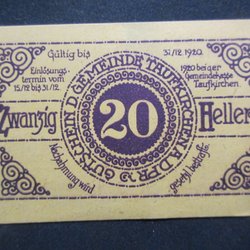 Gültig bis
31/12 1920.
Einlösungs-
termin vom
15/12 bis 31/12.
1920 bei der
Gemeindekasse
Taufkirchen
GUTSCHEIN D. GEMEINDE TAUFKIRCHEN
Zwanzig
20
Heller
Nachahmung wird
gesetzl. bestraft.